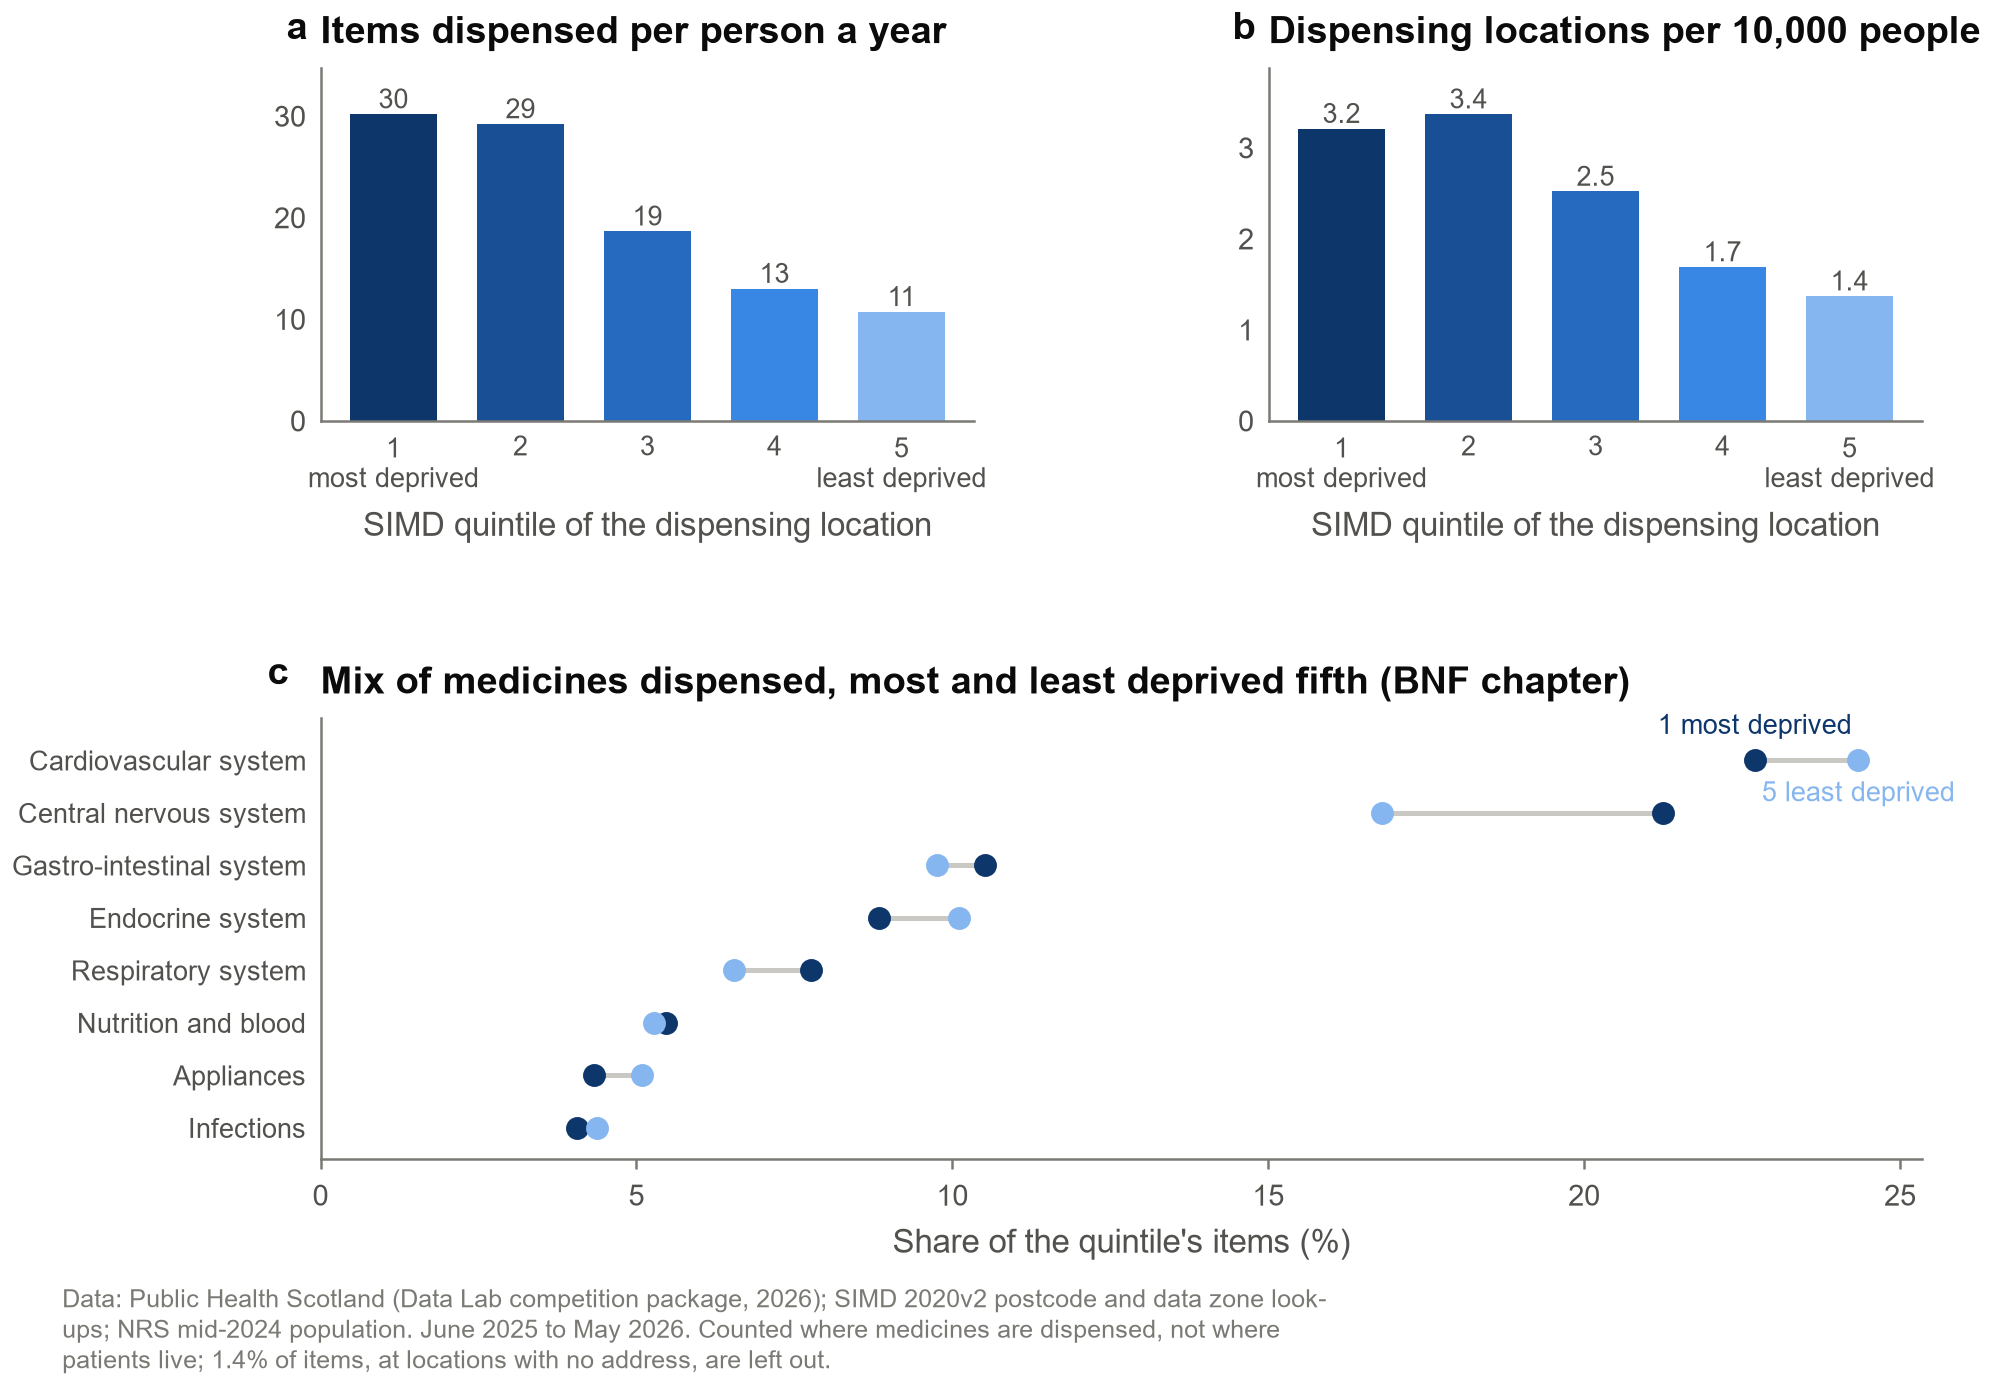 a Items dispensed per person a year
30
20
10
0
30
29
19
13
11
1
most deprived
2
3
4
5
least deprived
SIMD quintile of the dispensing location
b Dispensing locations per 10,000 people
3
2
1
0
3.2
3.4
2.5
1.7
1.4
1
most deprived
2
3
4
5
least deprived
SIMD quintile of the dispensing location
c Mix of medicines dispensed, most and least deprived fifth (BNF chapter)
1 most deprived
5 least deprived
Cardiovascular system
Central nervous system
Gastro-intestinal system
Endocrine system
Respiratory system
Nutrition and blood
Appliances
Infections
0 5 10 15 20 25
Share of the quintile's items (%)
Data: Public Health Scotland (Data Lab competition package, 2026); SIMD 2020v2 postcode and data zone look-
ups; NRS mid-2024 population. June 2025 to May 2026. Counted where medicines are dispensed, not where
patients live; 1.4% of items, at locations with no address, are left out.